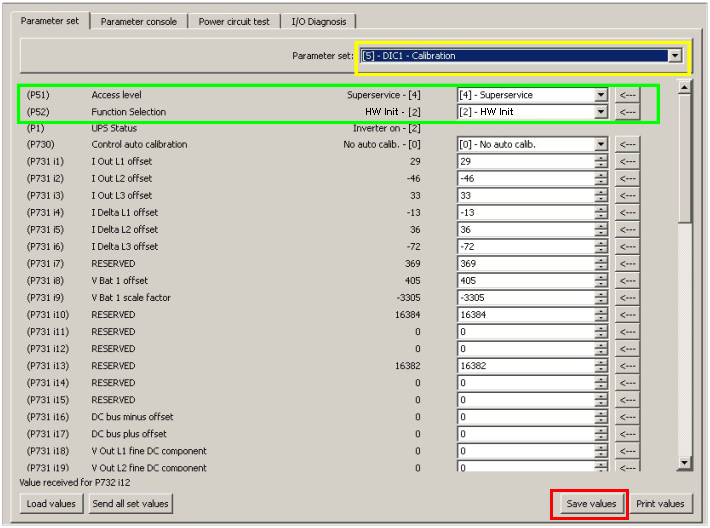 Parameter set Parameter console Power circuit test I/O Diagnosis
Parameter set: [5] - DIC1 - Calibration
(P51) Access level Superservice - [4] [4] - Superservice <---
(P52) Function Selection HW Init - [2] [2] - HW Init <---
(P1) UPS Status Inverter on - [2]
(P730) Control auto calibration No auto calib. - [0] [0] - No auto calib. <---
(P731 i1) I Out L1 offset 29 29 <---
(P731 i2) I Out L2 offset -46 -46 <---
(P731 i3) I Out L3 offset 33 33 <---
(P731 i4) I Delta L1 offset -13 -13 <---
(P731 i5) I Delta L2 offset 36 36 <---
(P731 i6) I Delta L3 offset -72 -72 <---
(P731 i7) RESERVED 369 369 <---
(P731 i8) V Bat 1 offset 405 405 <---
(P731 i9) V Bat 1 scale factor -3305 -3305 <---
(P731 i10) RESERVED 16384 16384 <---
(P731 i11) RESERVED 0 0 <---
(P731 i12) RESERVED 0 0 <---
(P731 i13) RESERVED 16382 16382 <---
(P731 i14) RESERVED 0 0 <---
(P731 i15) RESERVED 0 0 <---
(P731 i16) DC bus minus offset 0 0 <---
(P731 i17) DC bus plus offset 0 0 <---
(P731 i18) V Out L1 fine DC component 0 0 <---
(P731 i19) V Out L2 fine DC component 0 0 <---
Value received for P732 i12
Load values Send all set values Save values Print values